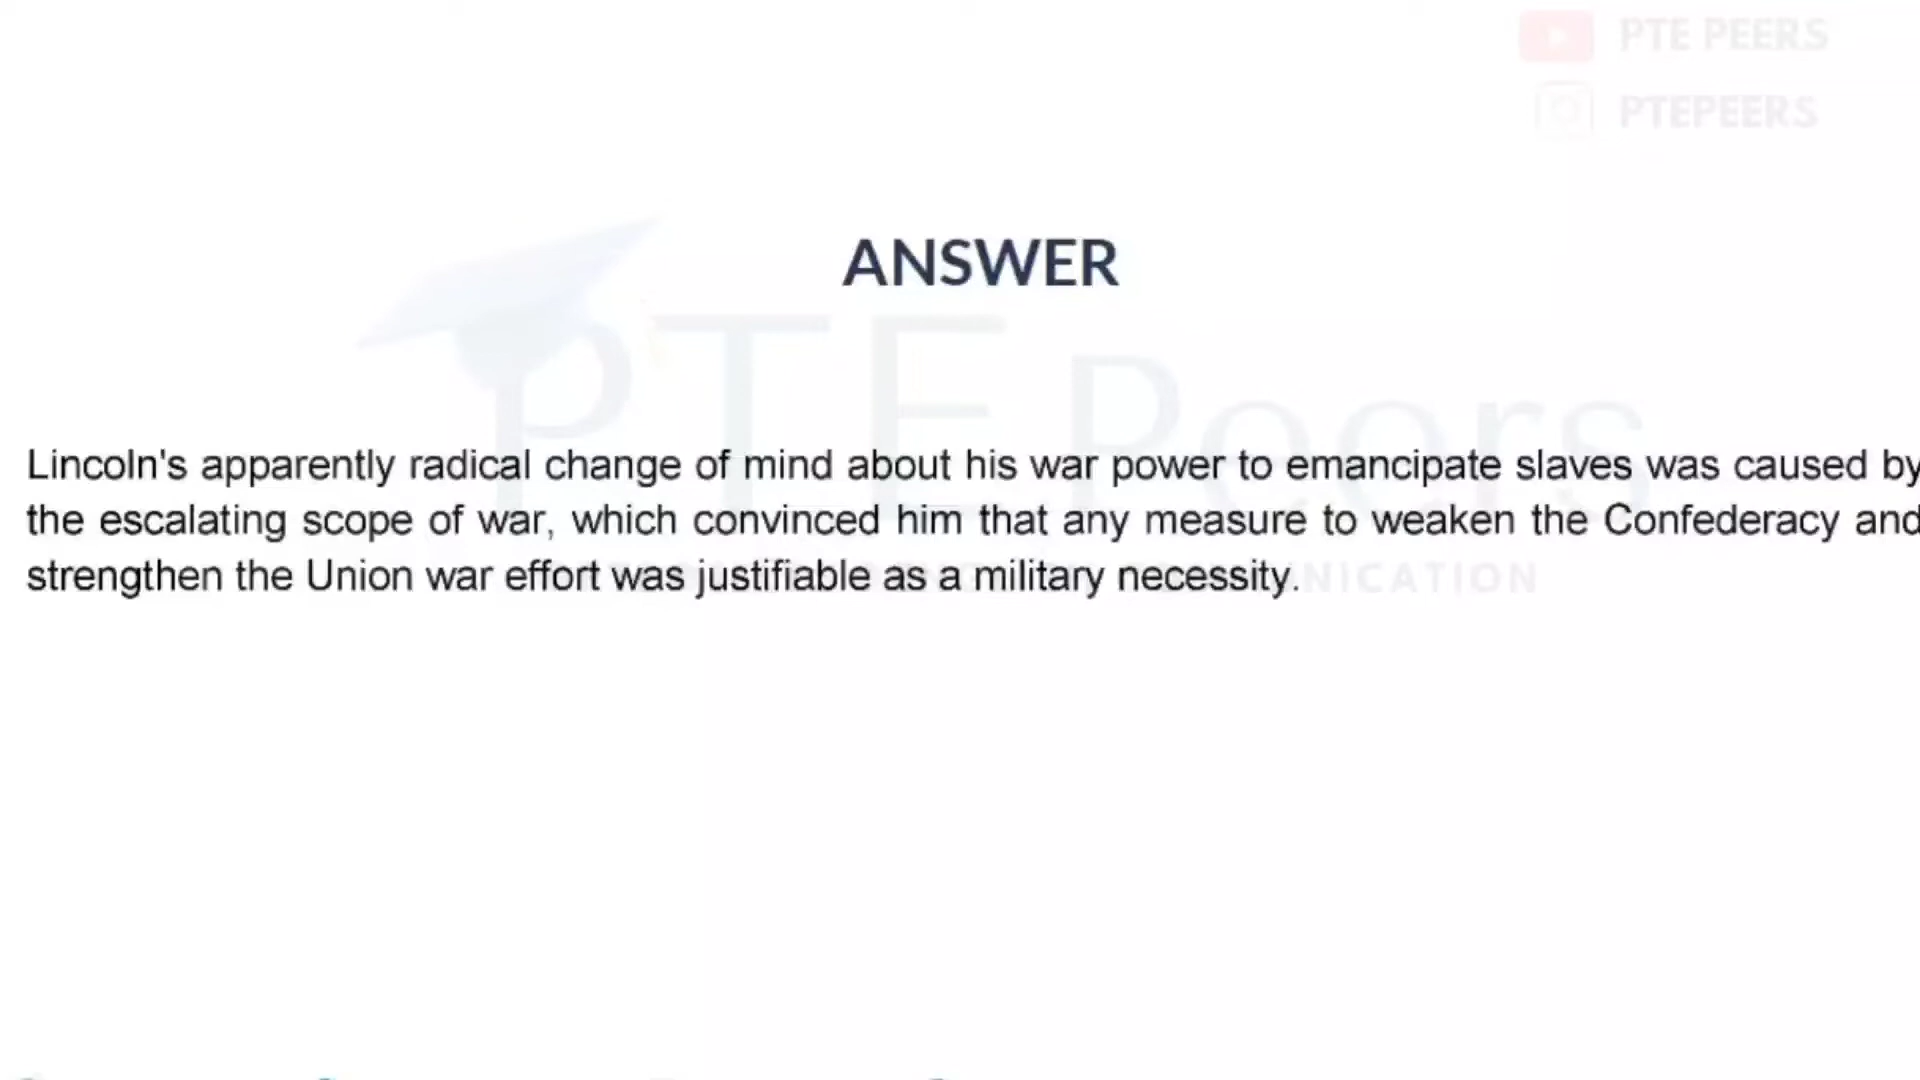 PTE PEERS
PTEPEERS
ANSWER
PTE Peers
Lincoln's apparently radical change of mind about his war power to emancipate slaves was caused by
the escalating scope of war, which convinced him that any measure to weaken the Confederacy and
strengthen the Union war effort was justifiable as a military necessity.